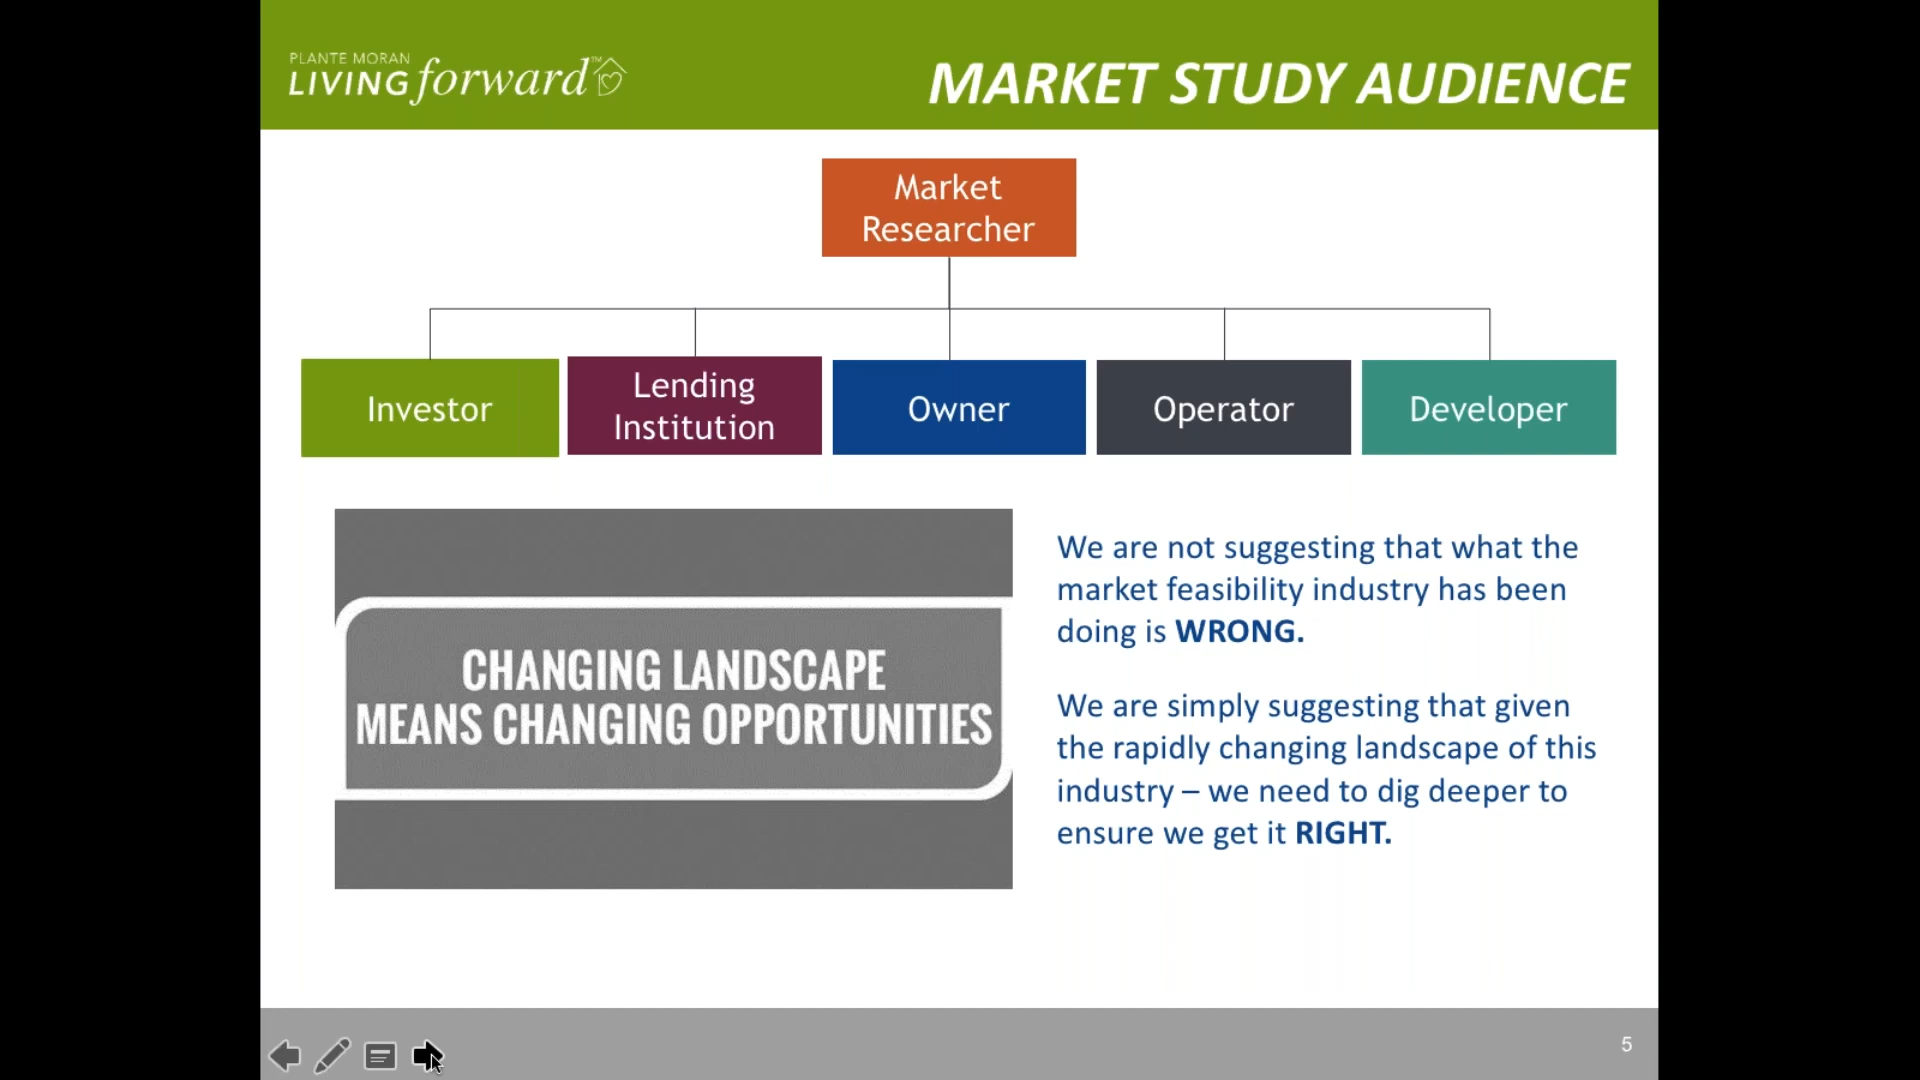 PLANTE MORAN
LIVING forward™
MARKET STUDY AUDIENCE
Market
Researcher
Investor
Lending
Institution
Owner
Operator
Developer
CHANGING LANDSCAPE
MEANS CHANGING OPPORTUNITIES
We are not suggesting that what the
market feasibility industry has been
doing is WRONG.
We are simply suggesting that given
the rapidly changing landscape of this
industry – we need to dig deeper to
ensure we get it RIGHT.
5